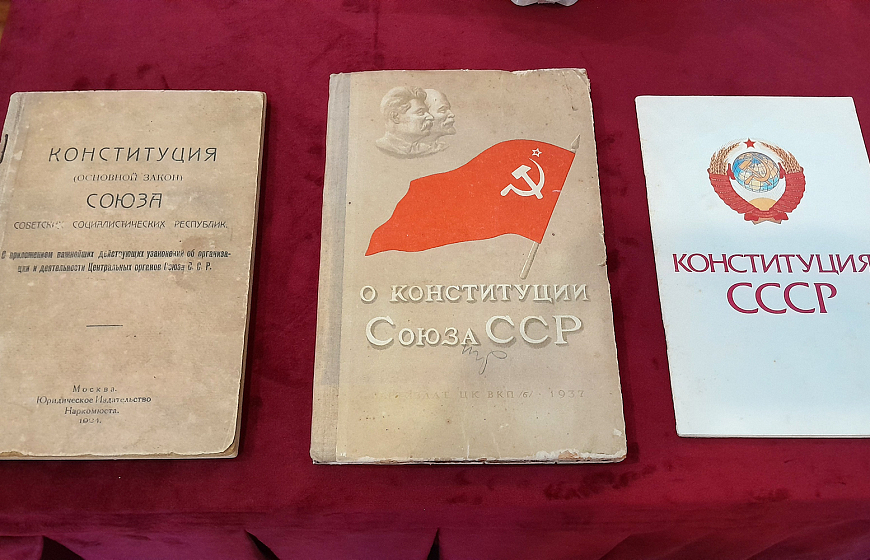 КОНСТИТУЦИЯ
(ОСНОВНОЙ ЗАКОН)
СОЮЗА
СОВЕТСКИХ СОЦИАЛИСТИЧЕСКИХ РЕСПУБЛИК.
С приложением важнейших действующих узаконений об организа-
ции и деятельности Центральных органов Союза С. С. Р.
Москва.
Юридическое Издательство
Наркомюста.
1924.
О КОНСТИТУЦИИ
СОЮЗА ССР
ЦК ВКП /б/ · 1937
КОНСТИТУЦИЯ
СССР